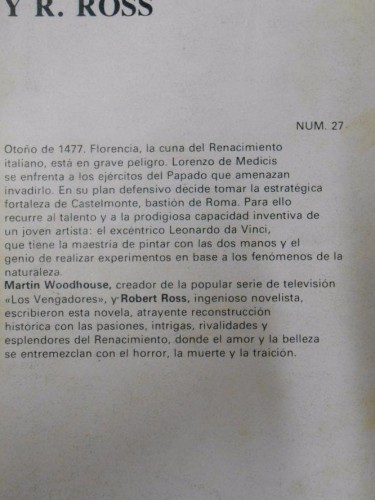 Y R. ROSS
NUM. 27
Otoño de 1477. Florencia, la cuna del Renacimiento
italiano, está en grave peligro. Lorenzo de Medicis
se enfrenta a los ejércitos del Papado que amenazan
invadirlo. En su plan defensivo decide tomar la estratégica
fortaleza de Castelmonte, bastión de Roma. Para ello
recurre al talento y a la prodigiosa capacidad inventiva de
un joven artista: el excéntrico Leonardo da Vinci,
que tiene la maestría de pintar con las dos manos y el
genio de realizar experimentos en base a los fenómenos de la
naturaleza.
Martin Woodhouse, creador de la popular serie de televisión
«Los Vengadores», y Robert Ross, ingenioso novelista,
escribieron esta novela, atrayente reconstrucción
histórica con las pasiones, intrigas, rivalidades y
esplendores del Renacimiento, donde el amor y la belleza
se entremezclan con el horror, la muerte y la traición.